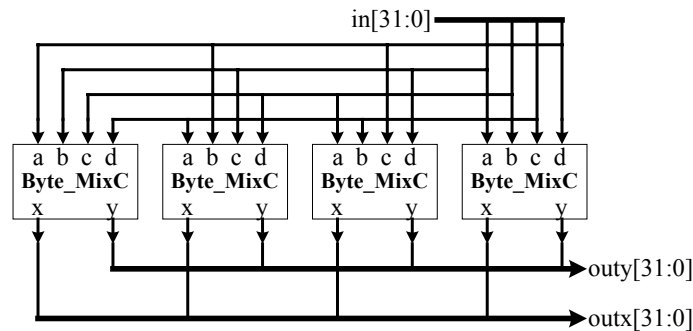 in[31:0]
a b c d a b c d a b c d a b c d
Byte_MixC Byte_MixC Byte_MixC Byte_MixC
x y x y x y x y
outy[31:0]
outx[31:0]